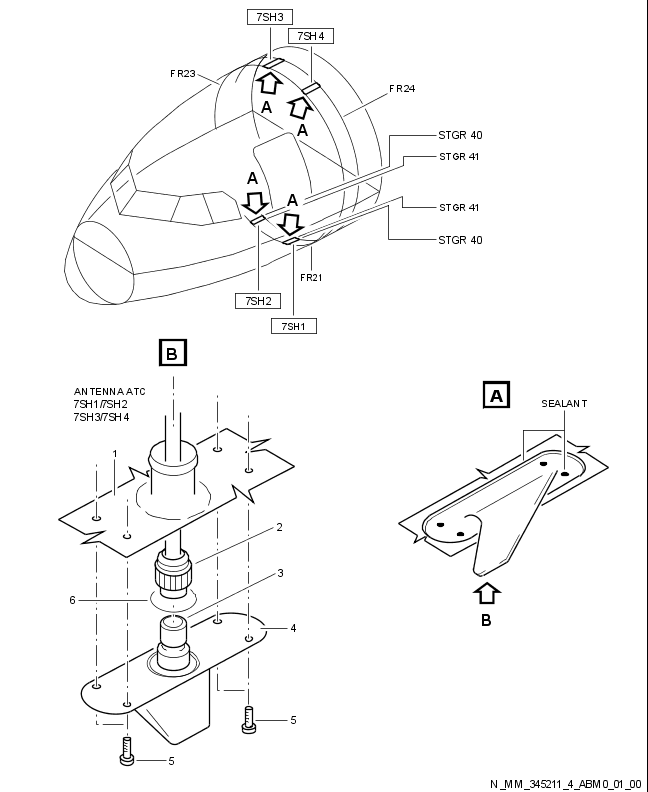 7SH3
7SH4
FR23
FR24
A
A
STGR 40
STGR 41
A
A
STGR 41
STGR 40
FR21
7SH2
7SH1
B
ANTENNA ATC
7SH1/7SH2
7SH3/7SH4
A
SEALANT
1
2
3
6
4
B
5
5
N_MM_345211_4_ABM0_01_00